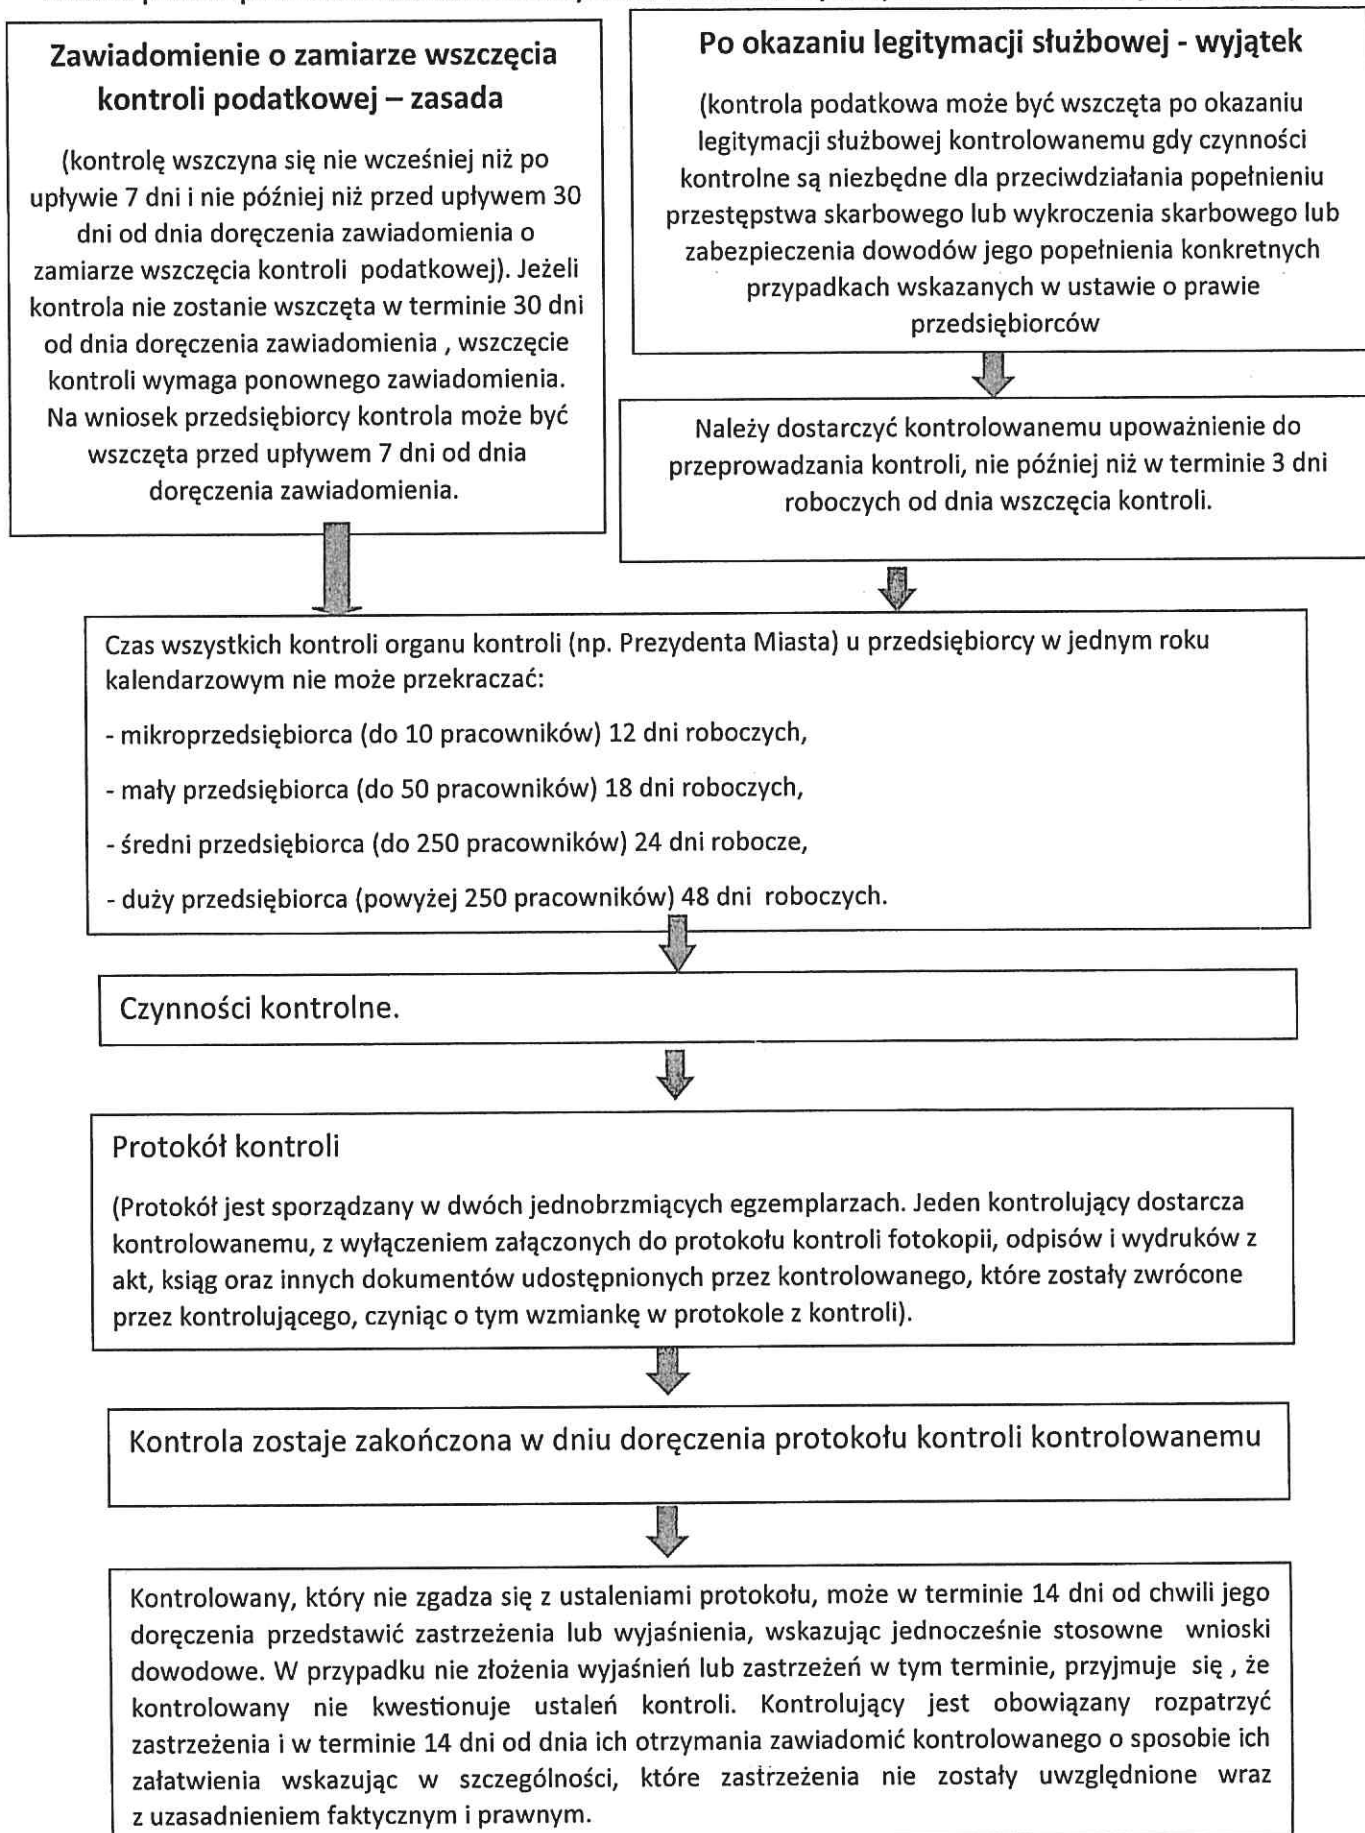 Zawiadomienie o zamiarze wszczęcia
kontroli podatkowej – zasada
(kontrolę wszczyna się nie wcześniej niż po
upływie 7 dni i nie później niż przed upływem 30
dni od dnia doręczenia zawiadomienia o
zamiarze wszczęcia kontroli podatkowej). Jeżeli
kontrola nie zostanie wszczęta w terminie 30 dni
od dnia doręczenia zawiadomienia , wszczęcie
kontroli wymaga ponownego zawiadomienia.
Na wniosek przedsiębiorcy kontrola może być
wszczęta przed upływem 7 dni od dnia
doręczenia zawiadomienia.
Po okazaniu legitymacji służbowej - wyjątek
(kontrola podatkowa może być wszczęta po okazaniu
legitymacji służbowej kontrolowanemu gdy czynności
kontrolne są niezbędne dla przeciwdziałania popełnieniu
przestępstwa skarbowego lub wykroczenia skarbowego lub
zabezpieczenia dowodów jego popełnienia konkretnych
przypadkach wskazanych w ustawie o prawie
przedsiębiorców
Należy dostarczyć kontrolowanemu upoważnienie do
przeprowadzania kontroli, nie później niż w terminie 3 dni
roboczych od dnia wszczęcia kontroli.
Czas wszystkich kontroli organu kontroli (np. Prezydenta Miasta) u przedsiębiorcy w jednym roku
kalendarzowym nie może przekraczać:
- mikroprzedsiębiorca (do 10 pracowników) 12 dni roboczych,
- mały przedsiębiorca (do 50 pracowników) 18 dni roboczych,
- średni przedsiębiorca (do 250 pracowników) 24 dni robocze,
- duży przedsiębiorca (powyżej 250 pracowników) 48 dni roboczych.
Czynności kontrolne.
Protokół kontroli
(Protokół jest sporządzany w dwóch jednobrzmiących egzemplarzach. Jeden kontrolujący dostarcza
kontrolowanemu, z wyłączeniem załączonych do protokołu kontroli fotokopii, odpisów i wydruków z
akt, ksiąg oraz innych dokumentów udostępnionych przez kontrolowanego, które zostały zwrócone
przez kontrolującego, czyniąc o tym wzmiankę w protokole z kontroli).
Kontrola zostaje zakończona w dniu doręczenia protokołu kontroli kontrolowanemu
Kontrolowany, który nie zgadza się z ustaleniami protokołu, może w terminie 14 dni od chwili jego
doręczenia przedstawić zastrzeżenia lub wyjaśnienia, wskazując jednocześnie stosowne wnioski
dowodowe. W przypadku nie złożenia wyjaśnień lub zastrzeżeń w tym terminie, przyjmuje się , że
kontrolowany nie kwestionuje ustaleń kontroli. Kontrolujący jest obowiązany rozpatrzyć
zastrzeżenia i w terminie 14 dni od dnia ich otrzymania zawiadomić kontrolowanego o sposobie ich
załatwienia wskazując w szczególności, które zastrzeżenia nie zostały uwzględnione wraz
z uzasadnieniem faktycznym i prawnym.